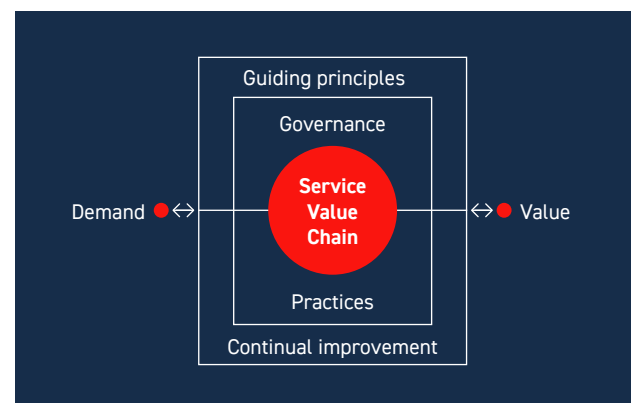 Guiding principles
Governance
Service
Value
Chain
Demand
Value
Practices
Continual improvement